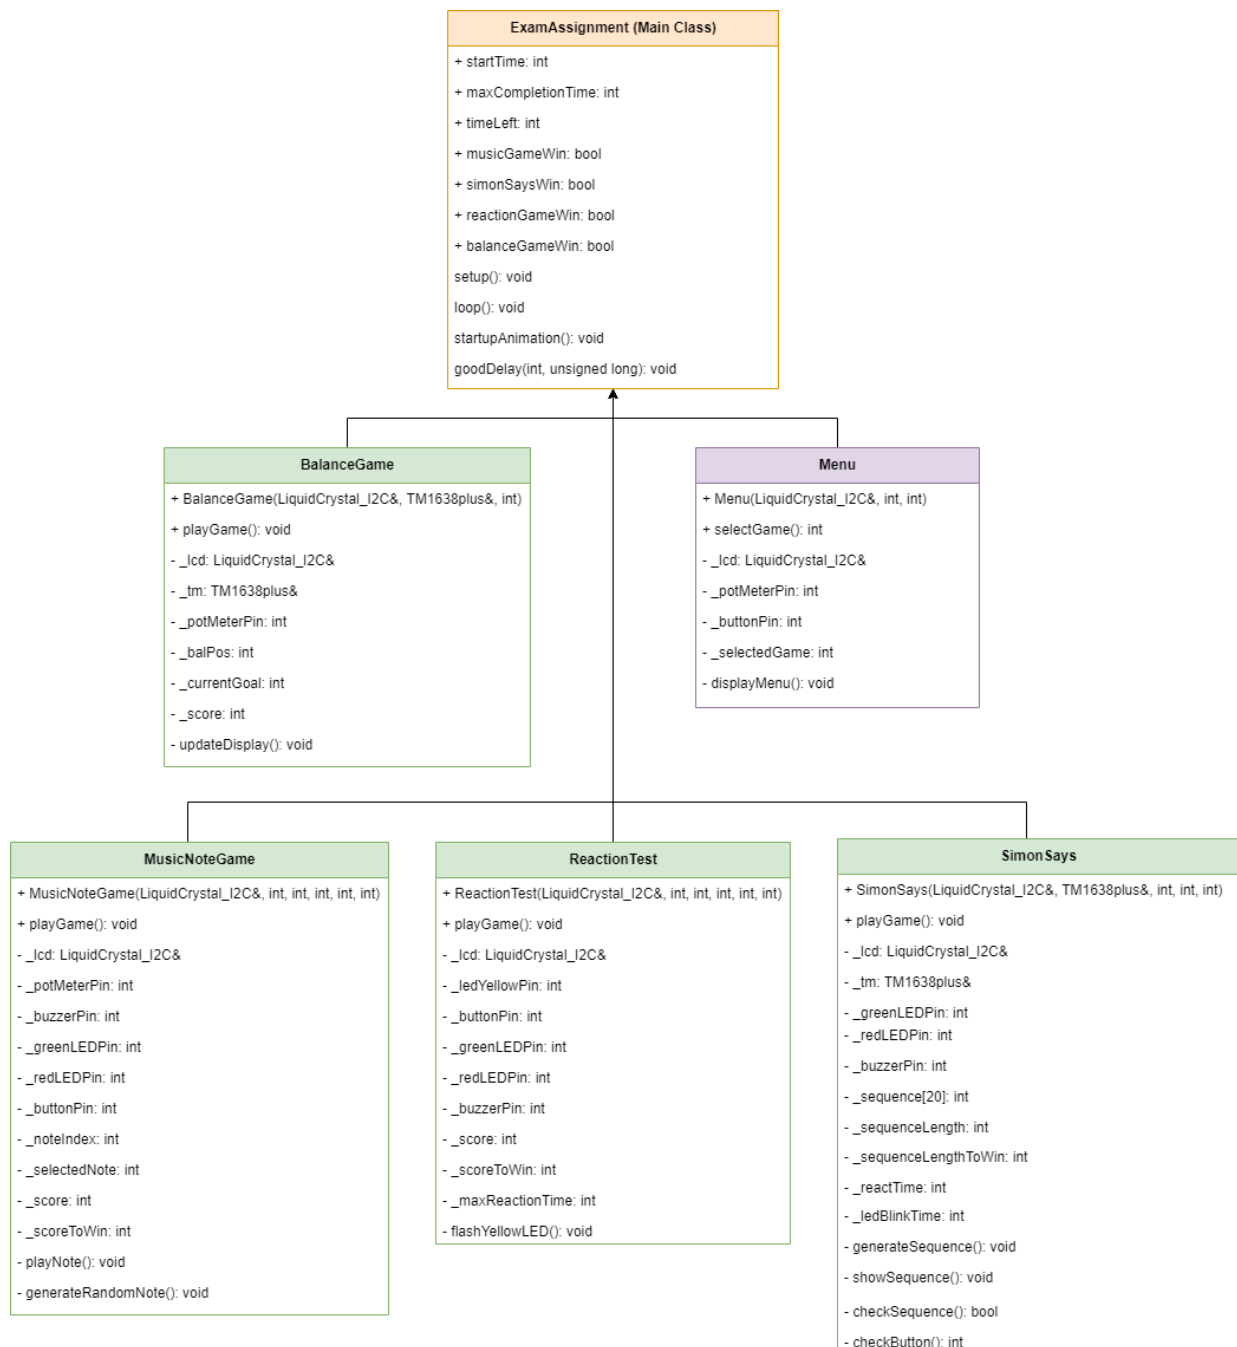 ExamAssignment (Main Class)
+ startTime: int
+ maxCompletionTime: int
+ timeLeft: int
+ musicGameWin: bool
+ simonSaysWin: bool
+ reactionGameWin: bool
+ balanceGameWin: bool
setup(): void
loop(): void
startupAnimation(): void
goodDelay(int, unsigned long): void
BalanceGame
+ BalanceGame(LiquidCrystal_I2C&, TM1638plus&, int)
+ playGame(): void
- _lcd: LiquidCrystal_I2C&
- _tm: TM1638plus&
- _potMeterPin: int
- _balPos: int
- _currentGoal: int
- _score: int
- updateDisplay(): void
Menu
+ Menu(LiquidCrystal_I2C&, int, int)
+ selectGame(): int
- _lcd: LiquidCrystal_I2C&
- _potMeterPin: int
- _buttonPin: int
- _selectedGame: int
- displayMenu(): void
MusicNoteGame
+ MusicNoteGame(LiquidCrystal_I2C&, int, int, int, int, int)
+ playGame(): void
- _lcd: LiquidCrystal_I2C&
- _potMeterPin: int
- _buzzerPin: int
- _greenLEDPin: int
- _redLEDPin: int
- _buttonPin: int
- _noteIndex: int
- _selectedNote: int
- _score: int
- _scoreToWin: int
- playNote(): void
- generateRandomNote(): void
ReactionTest
+ ReactionTest(LiquidCrystal_I2C&, int, int, int, int, int)
+ playGame(): void
- _lcd: LiquidCrystal_I2C&
- _ledYellowPin: int
- _buttonPin: int
- _greenLEDPin: int
- _redLEDPin: int
- _buzzerPin: int
- _score: int
- _scoreToWin: int
- _maxReactionTime: int
- flashYellowLED(): void
SimonSays
+ SimonSays(LiquidCrystal_I2C&, TM1638plus&, int, int, int)
+ playGame(): void
- _lcd: LiquidCrystal_I2C&
- _tm: TM1638plus&
- _greenLEDPin: int
- _redLEDPin: int
- _buzzerPin: int
- _sequence[20]: int
- _sequenceLength: int
- _sequenceLengthToWin: int
- _reactTime: int
- _ledBlinkTime: int
- generateSequence(): void
- showSequence(): void
- checkSequence(): bool
- checkButton(): int